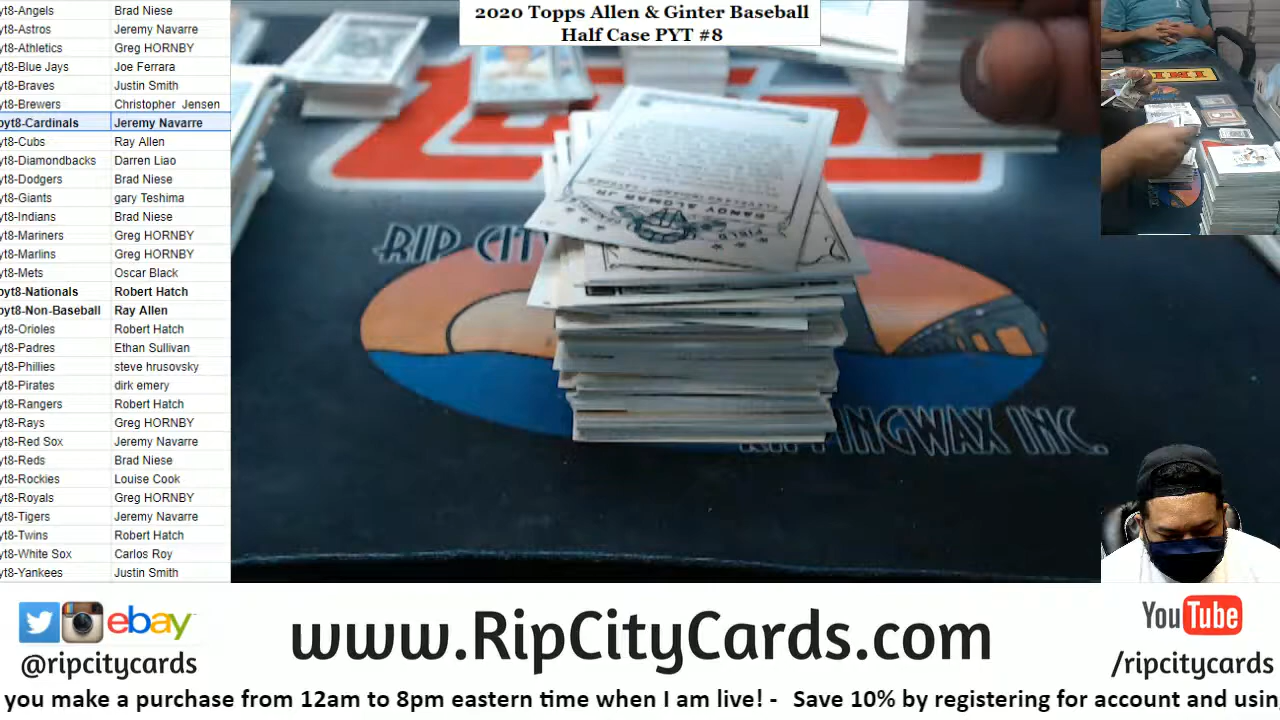 2020 Topps Allen & Ginter Baseball
Half Case PYT #8
yt8-Angels Brad Niese
yt8-Astros Jeremy Navarre
yt8-Athletics Greg HORNBY
yt8-Blue Jays Joe Ferrara
yt8-Braves Justin Smith
yt8-Brewers Christopher Jensen
pyt8-Cardinals Jeremy Navarre
yt8-Cubs Ray Allen
yt8-Diamondbacks Darren Liao
yt8-Dodgers Brad Niese
yt8-Giants gary Teshima
yt8-Indians Brad Niese
yt8-Mariners Greg HORNBY
yt8-Marlins Greg HORNBY
yt8-Mets Oscar Black
pyt8-Nationals Robert Hatch
pyt8-Non-Baseball Ray Allen
yt8-Orioles Robert Hatch
yt8-Padres Ethan Sullivan
yt8-Phillies steve hrusovsky
yt8-Pirates dirk emery
yt8-Rangers Robert Hatch
yt8-Rays Greg HORNBY
yt8-Red Sox Jeremy Navarre
yt8-Reds Brad Niese
yt8-Rockies Louise Cook
yt8-Royals Greg HORNBY
yt8-Tigers Jeremy Navarre
yt8-Twins Robert Hatch
yt8-White Sox Carlos Roy
yt8-Yankees Justin Smith
SANDY ALOMAR JR.
RIP CITY
RIPPINGWAX INC.
ebay
@ripcitycards
www.RipCityCards.com
YouTube
/ripcitycards
you make a purchase from 12am to 8pm eastern time when I am live! - Save 10% by registering for account and using